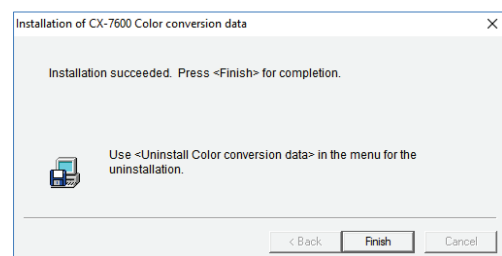 Installation of CX-7600 Color conversion data
Installation succeeded. Press <Finish> for completion.
Use <Uninstall Color conversion data> in the menu for the
uninstallation.
< Back Finish Cancel